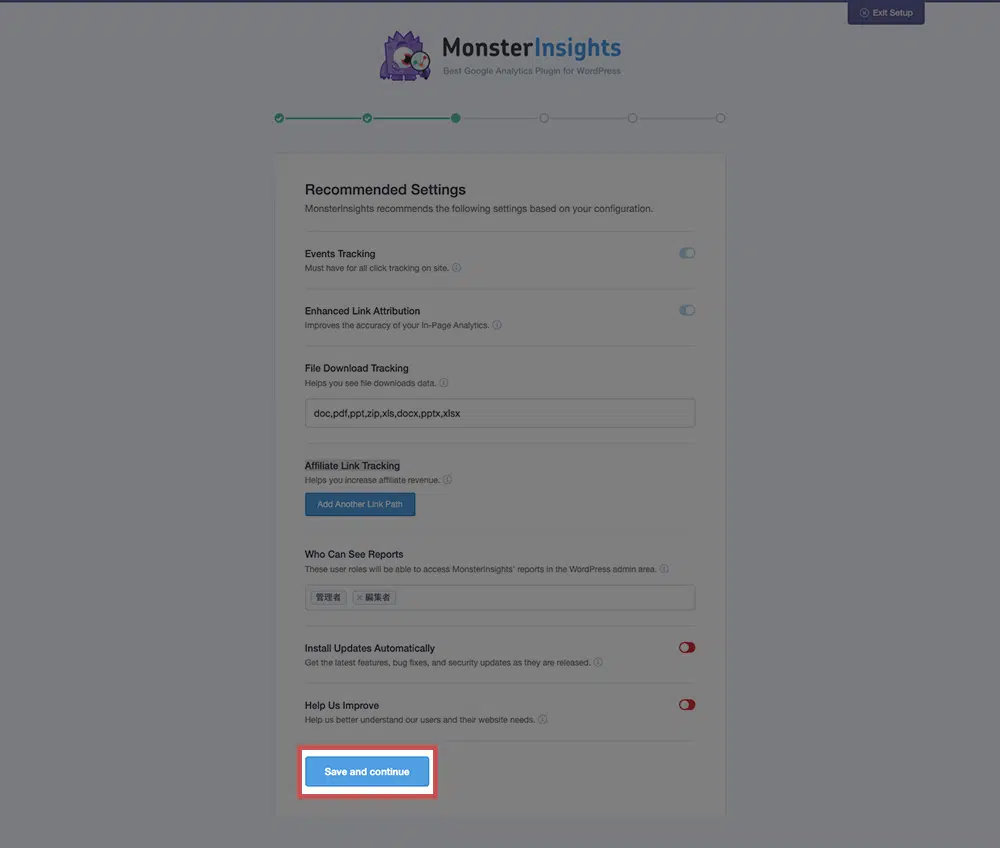 Exit Setup
MonsterInsights
Best Google Analytics Plugin for WordPress
Recommended Settings
MonsterInsights recommends the following settings based on your configuration.
Events Tracking
Must have for all click tracking on site.
Enhanced Link Attribution
Improves the accuracy of your In-Page Analytics.
File Download Tracking
Helps you see file downloads data.
doc,pdf,ppt,zip,xls,docx,pptx,xlsx
Affiliate Link Tracking
Helps you increase affiliate revenue.
Add Another Link Path
Who Can See Reports
These user roles will be able to access MonsterInsights' reports in the WordPress admin area.
管理者 × 編集者
Install Updates Automatically
Get the latest features, bug fixes, and security updates as they are released.
Help Us Improve
Help us better understand our users and their website needs.
Save and continue